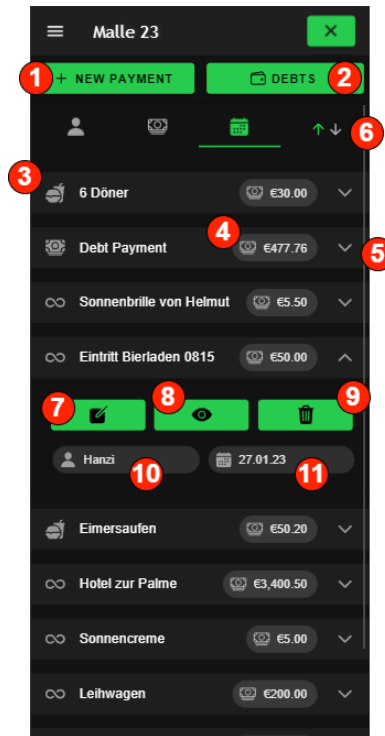 Malle 23
1 + NEW PAYMENT DEBTS 2
6
3
6 Döner €30.00
4
Debt Payment €477.76
5
Sonnenbrille von Helmut €5.50
Eintritt Bierladen 0815 €50.00
7 8 9
Hanzi 27.01.23
10 11
Eimersaufen €50.20
Hotel zur Palme €3,400.50
Sonnencreme €5.00
Leihwagen €200.00